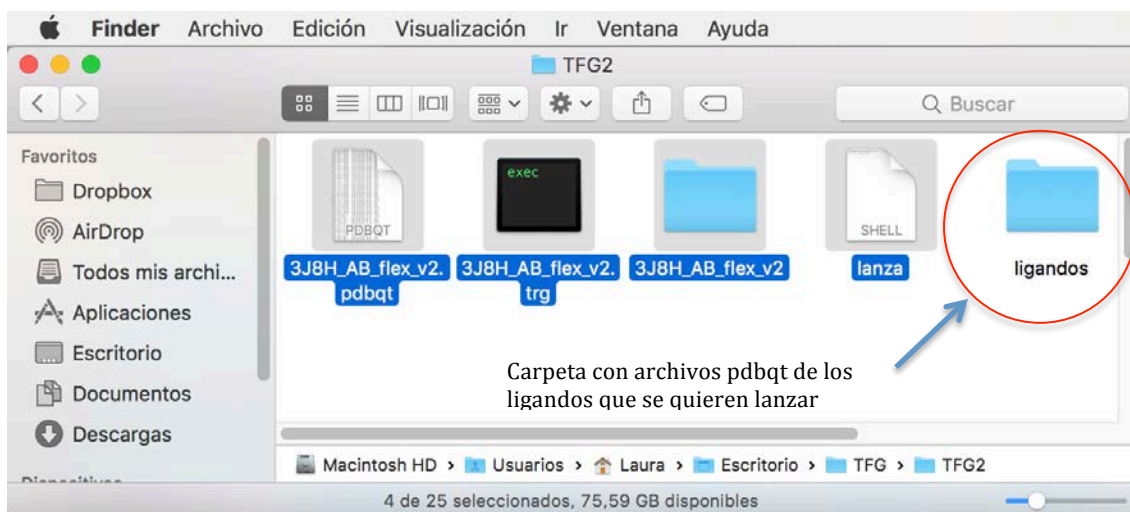 Finder Archivo Edición Visualización Ir Ventana Ayuda
TFG2
Buscar
Favoritos
Dropbox
AirDrop
Todos mis archi...
Aplicaciones
Escritorio
Documentos
Descargas
Dispositivos
PDBQT
exec
SHELL
3J8H_AB_flex_v2.
pdbqt
3J8H_AB_flex_v2.
trg
3J8H_AB_flex_v2
lanza
ligandos
Carpeta con archivos pdbqt de los
ligandos que se quieren lanzar
Macintosh HD > Usuarios > Laura > Escritorio > TFG > TFG2
4 de 25 seleccionados, 75,59 GB disponibles